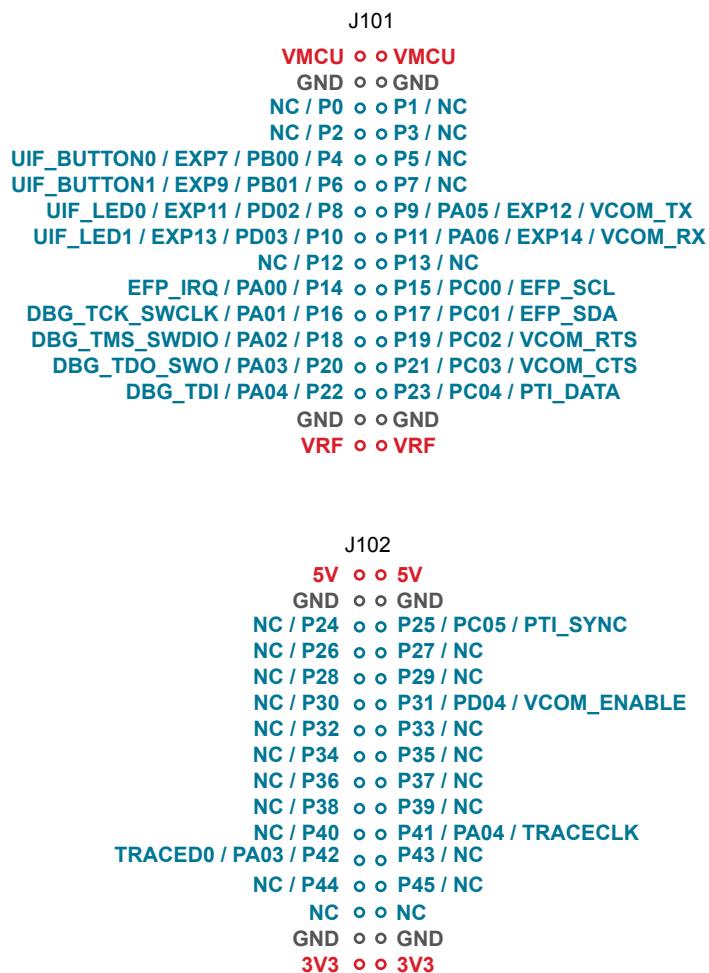 J101
VMCU VMCU
GND GND
NC / P0 P1 / NC
NC / P2 P3 / NC
UIF_BUTTON0 / EXP7 / PB00 / P4 P5 / NC
UIF_BUTTON1 / EXP9 / PB01 / P6 P7 / NC
UIF_LED0 / EXP11 / PD02 / P8 P9 / PA05 / EXP12 / VCOM_TX
UIF_LED1 / EXP13 / PD03 / P10 P11 / PA06 / EXP14 / VCOM_RX
NC / P12 P13 / NC
EFP_IRQ / PA00 / P14 P15 / PC00 / EFP_SCL
DBG_TCK_SWCLK / PA01 / P16 P17 / PC01 / EFP_SDA
DBG_TMS_SWDIO / PA02 / P18 P19 / PC02 / VCOM_RTS
DBG_TDO_SWO / PA03 / P20 P21 / PC03 / VCOM_CTS
DBG_TDI / PA04 / P22 P23 / PC04 / PTI_DATA
GND GND
VRF VRF
J102
5V 5V
GND GND
NC / P24 P25 / PC05 / PTI_SYNC
NC / P26 P27 / NC
NC / P28 P29 / NC
NC / P30 P31 / PD04 / VCOM_ENABLE
NC / P32 P33 / NC
NC / P34 P35 / NC
NC / P36 P37 / NC
NC / P38 P39 / NC
NC / P40 P41 / PA04 / TRACECLK
TRACED0 / PA03 / P42 P43 / NC
NC / P44 P45 / NC
NC NC
GND GND
3V3 3V3